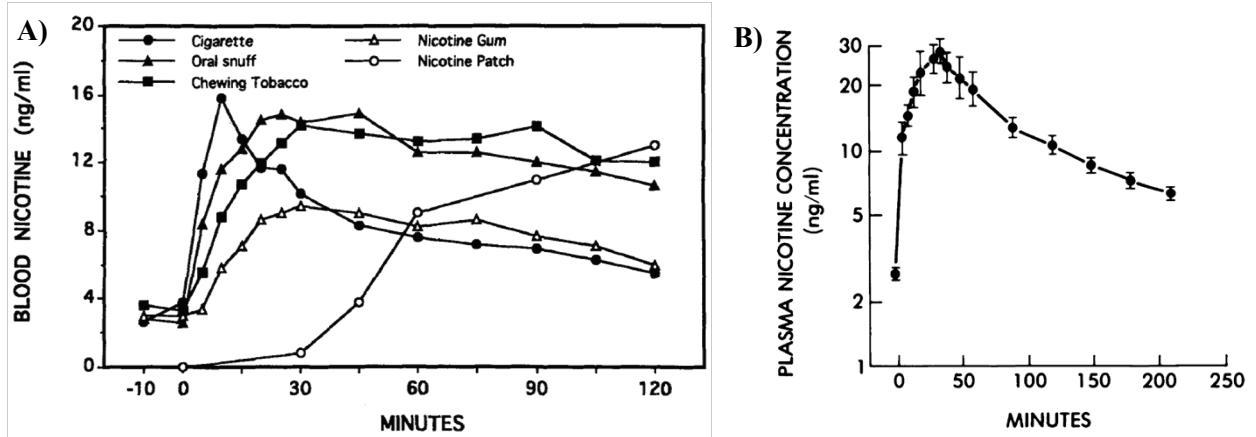 A)
20
16
12
8
4
0
BLOOD NICOTINE (ng/ml)
Cigarette
Oral snuff
Chewing Tobacco
Nicotine Gum
Nicotine Patch
-10 0 30 60 90 120
MINUTES
B)
30
20
10
5
2
1
PLASMA NICOTINE CONCENTRATION
(ng/ml)
0 50 100 150 200 250
MINUTES